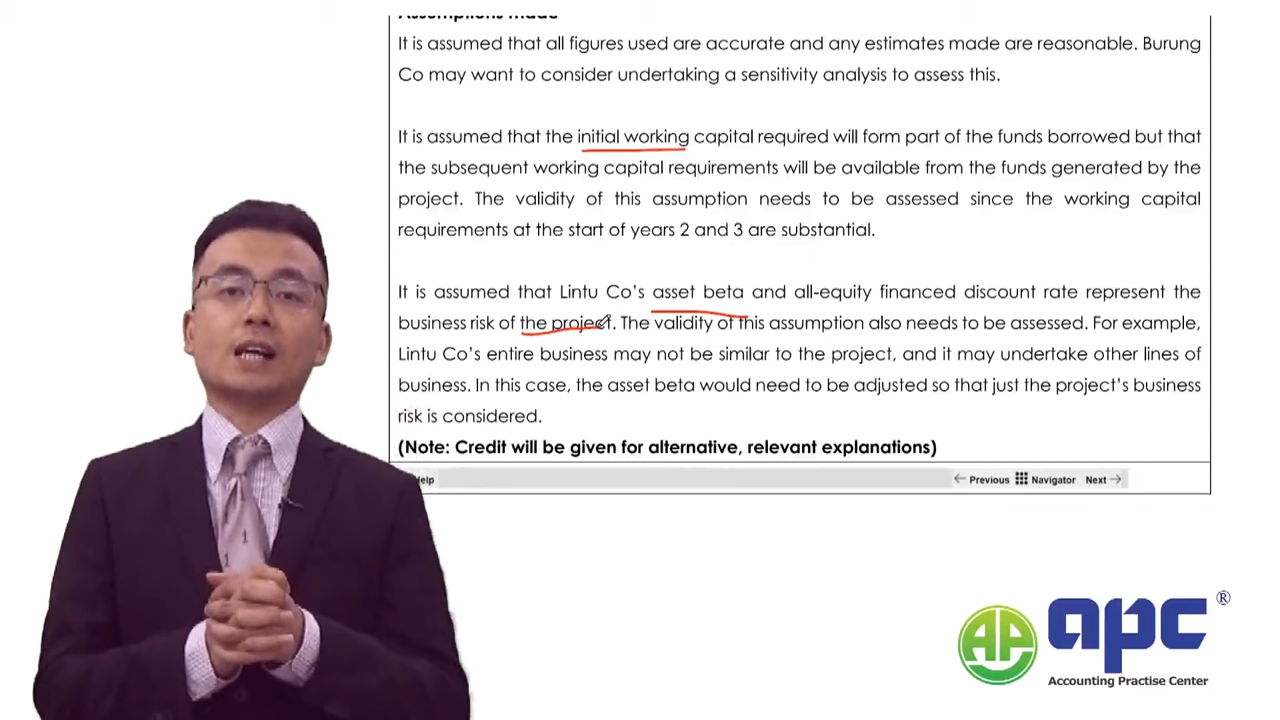 Assumptions made
It is assumed that all figures used are accurate and any estimates made are reasonable. Burung
Co may want to consider undertaking a sensitivity analysis to assess this.
It is assumed that the initial working capital required will form part of the funds borrowed but that
the subsequent working capital requirements will be available from the funds generated by the
project. The validity of this assumption needs to be assessed since the working capital
requirements at the start of years 2 and 3 are substantial.
It is assumed that Lintu Co's asset beta and all-equity financed discount rate represent the
business risk of the project. The validity of this assumption also needs to be assessed. For example,
Lintu Co's entire business may not be similar to the project, and it may undertake other lines of
business. In this case, the asset beta would need to be adjusted so that just the project's business
risk is considered.
(Note: Credit will be given for alternative, relevant explanations)
elp Previous Navigator Next
AP apc ®
Accounting Practise Center